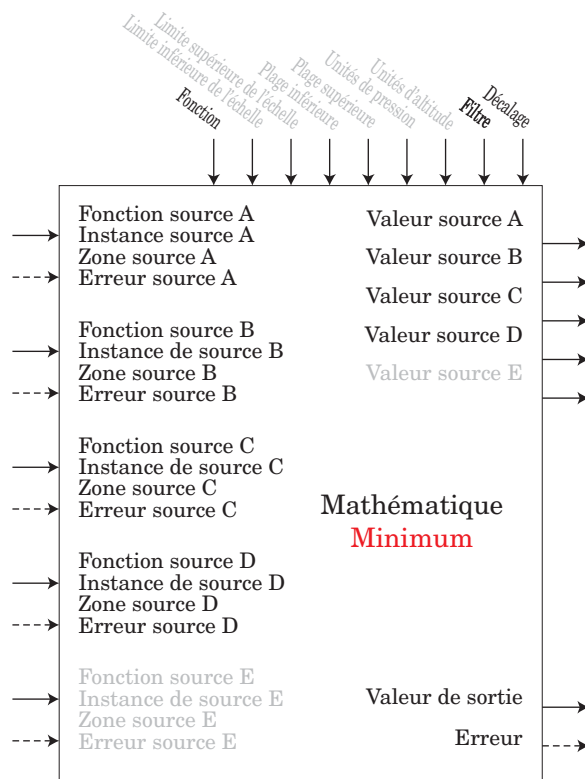 Fonction
Limite inférieure de l'échelle
Limite supérieure de l'échelle
Plage inférieure
Plage supérieure
Unités de pression
Unités d'altitude
Filtre
Décalage
Fonction source A
Instance source A
Zone source A
Erreur source A
Fonction source B
Instance de source B
Zone source B
Erreur source B
Fonction source C
Instance de source C
Zone source C
Erreur source C
Fonction source D
Instance de source D
Zone source D
Erreur source D
Fonction source E
Instance de source E
Zone source E
Erreur source E
Valeur source A
Valeur source B
Valeur source C
Valeur source D
Valeur source E
Mathématique
Minimum
Valeur de sortie
Erreur